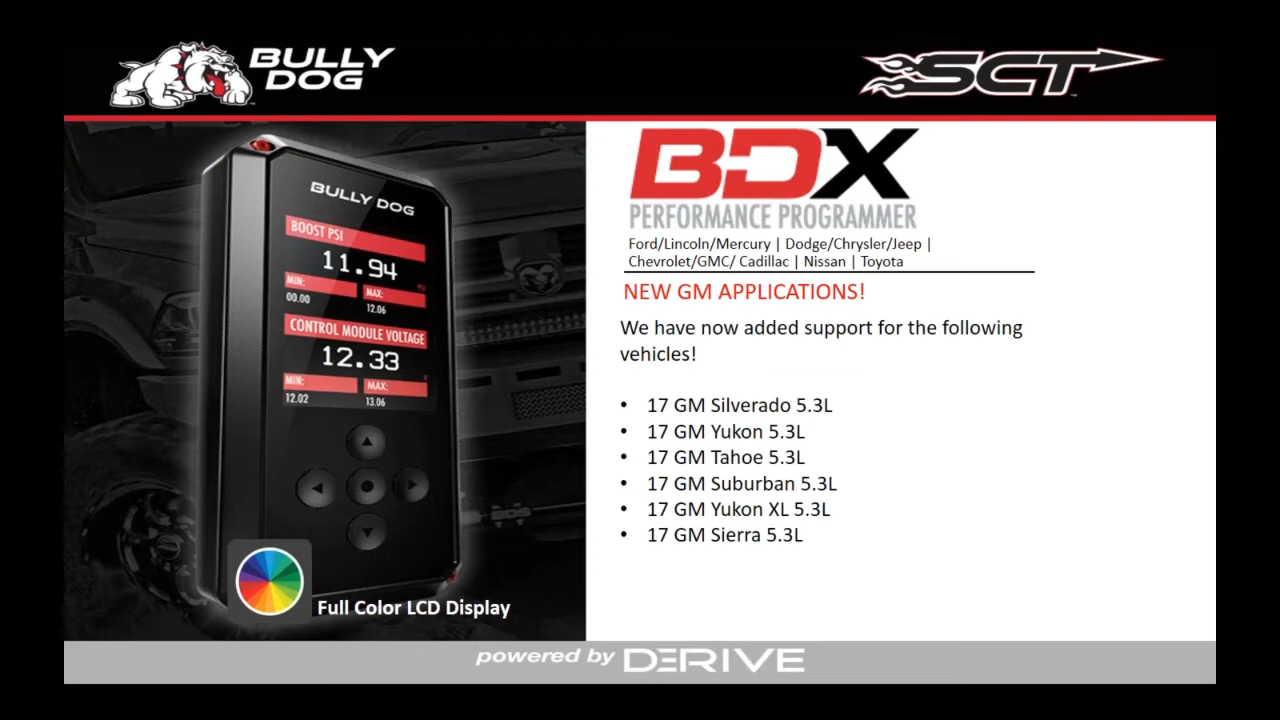 BULLY
DOG
SCT
BULLY DOG
BOOST PSI
11.94
MIN: MAX:
00.00 12.06
CONTROL MODULE VOLTAGE
12.33
MIN: MAX:
12.02 13.06
Full Color LCD Display
BDX
PERFORMANCE PROGRAMMER
Ford/Lincoln/Mercury | Dodge/Chrysler/Jeep |
Chevrolet/GMC/ Cadillac | Nissan | Toyota
NEW GM APPLICATIONS!
We have now added support for the following
vehicles!
• 17 GM Silverado 5.3L
• 17 GM Yukon 5.3L
• 17 GM Tahoe 5.3L
• 17 GM Suburban 5.3L
• 17 GM Yukon XL 5.3L
• 17 GM Sierra 5.3L
powered by DERIVE